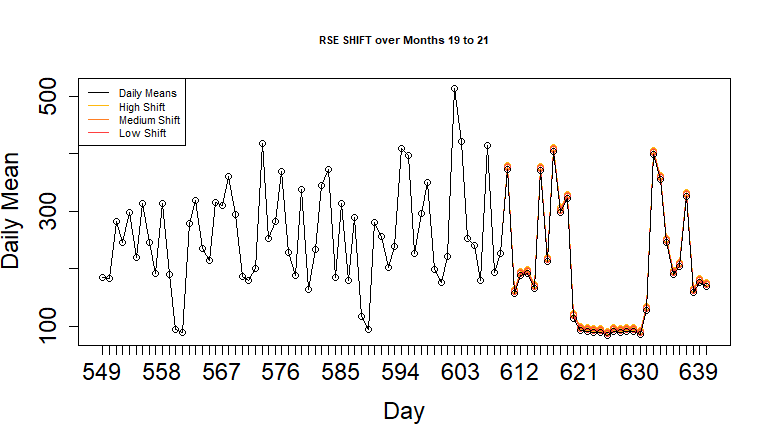 RSE SHIFT over Months 19 to 21
Daily Means
High Shift
Medium Shift
Low Shift
500
300
100
Daily Mean
549 558 567 576 585 594 603 612 621 630 639
Day